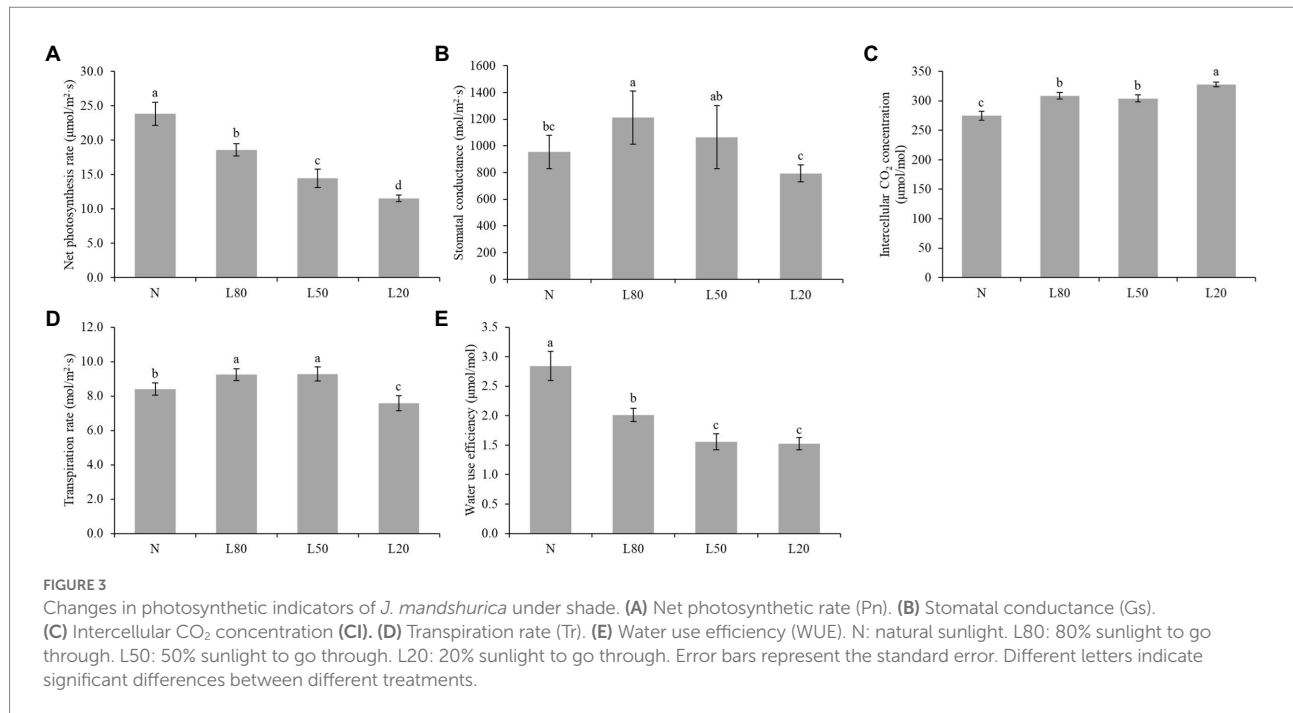 A
Net photosynthesis rate (μmol/m²·s)
30.0
25.0
20.0
15.0
10.0
5.0
0.0
a
b
c
d
N L80 L50 L20
B
Stomatal conductance (mol/m²·s)
1600
1400
1200
1000
800
600
400
200
0
bc
a
ab
c
N L80 L50 L20
C
Intercellular CO₂ concentration
(μmol/mol)
350
300
250
200
150
100
50
0
c
b
b
a
N L80 L50 L20
D
Transpiration rate (mol/m²·s)
12.0
10.0
8.0
6.0
4.0
2.0
0.0
b
a
a
c
N L80 L50 L20
E
Water use efficiency (μmol/mol)
3.5
3.0
2.5
2.0
1.5
1.0
0.5
0.0
a
b
c
c
N L80 L50 L20
FIGURE 3
Changes in photosynthetic indicators of J. mandshurica under shade. (A) Net photosynthetic rate (Pn). (B) Stomatal conductance (Gs).
(C) Intercellular CO₂ concentration (CI). (D) Transpiration rate (Tr). (E) Water use efficiency (WUE). N: natural sunlight. L80: 80% sunlight to go
through. L50: 50% sunlight to go through. L20: 20% sunlight to go through. Error bars represent the standard error. Different letters indicate
significant differences between different treatments.